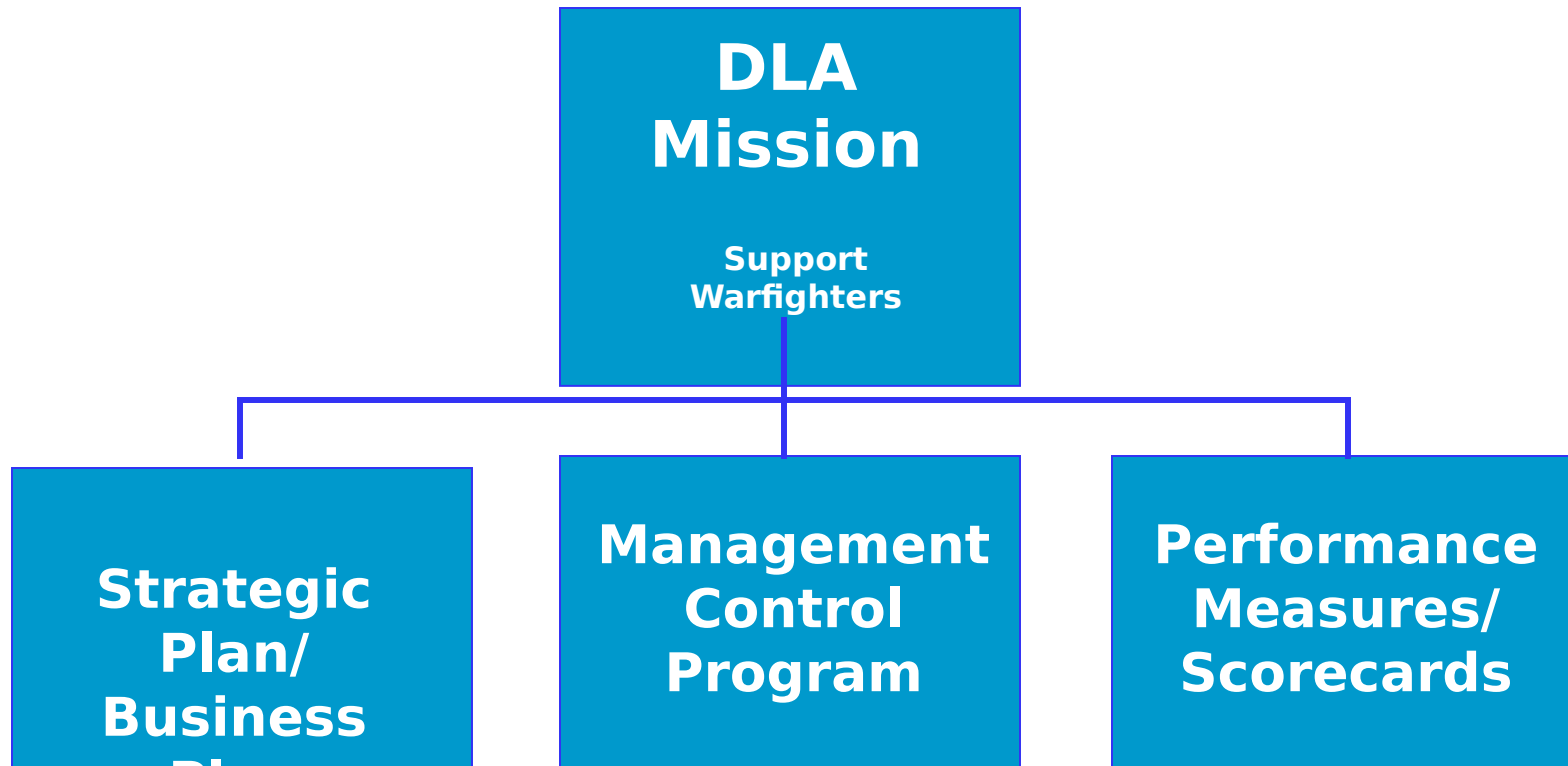 DLA
Mission
Support
Warfighters
Strategic
Plan/
Business
Management
Control
Program
Performance
Measures/
Scorecards